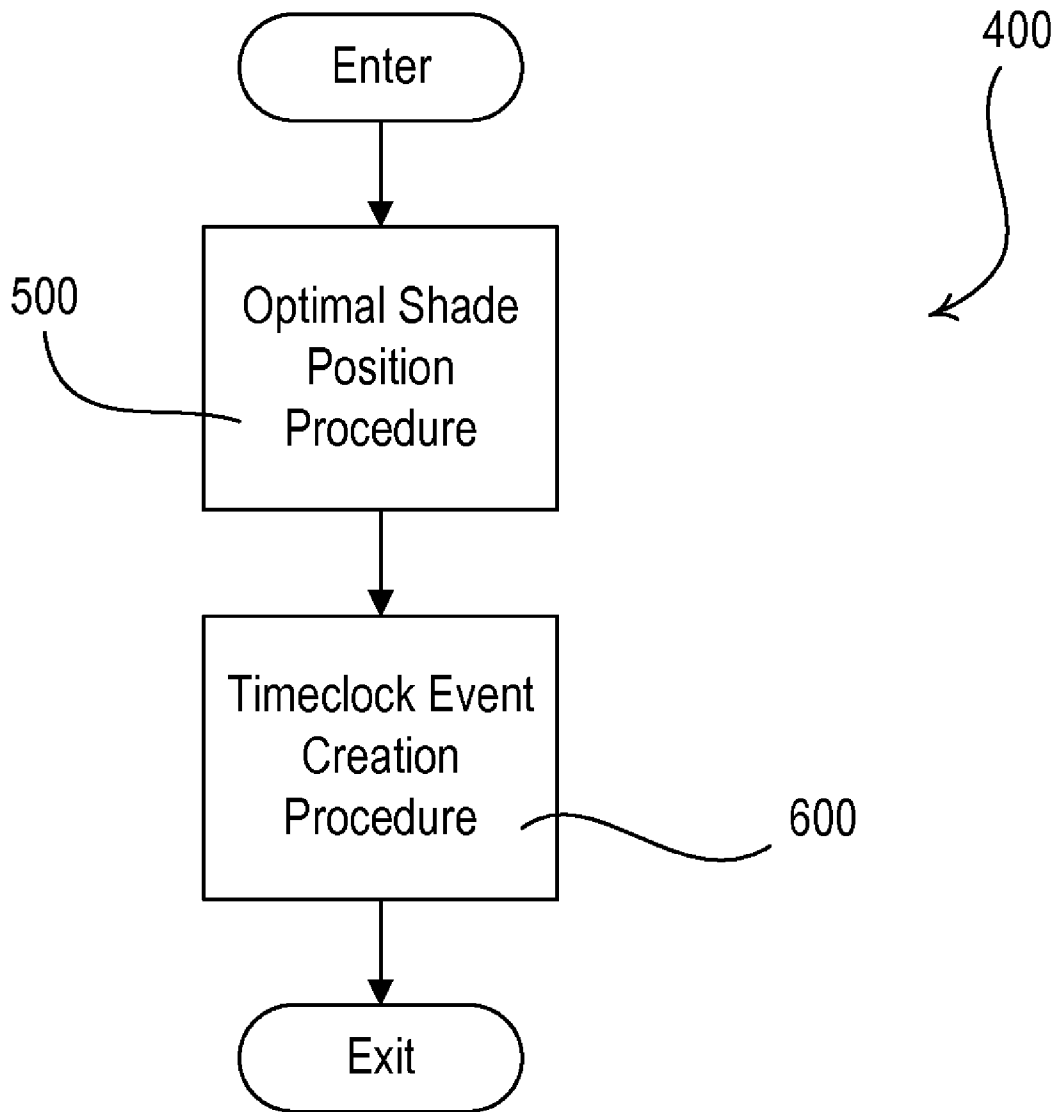 Enter
400
500
Optimal Shade
Position
Procedure
Timeclock Event
Creation
Procedure
600
Exit